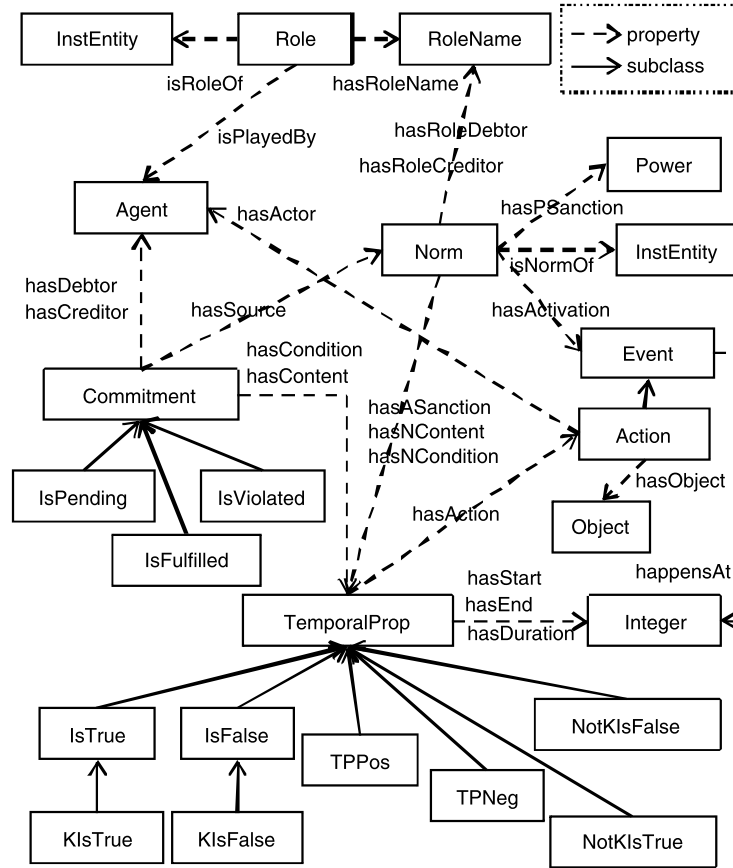 InstEntity
Role
RoleName
property
subclass
isRoleOf
hasRoleName
isPlayedBy
hasRoleDebtor
hasRoleCreditor
Power
Agent
hasActor
hasPSanction
Norm
InstEntity
isNormOf
hasDebtor
hasCreditor
hasSource
hasActivation
Event
hasCondition
hasContent
Commitment
hasASanction
hasNContent
hasNCondition
Action
hasObject
IsPending
IsViolated
hasAction
Object
IsFulfilled
hasStart
hasEnd
hasDuration
happensAt
TemporalProp
Integer
IsTrue
IsFalse
TPPos
NotKIsFalse
TPNeg
KIsTrue
KIsFalse
NotKIsTrue